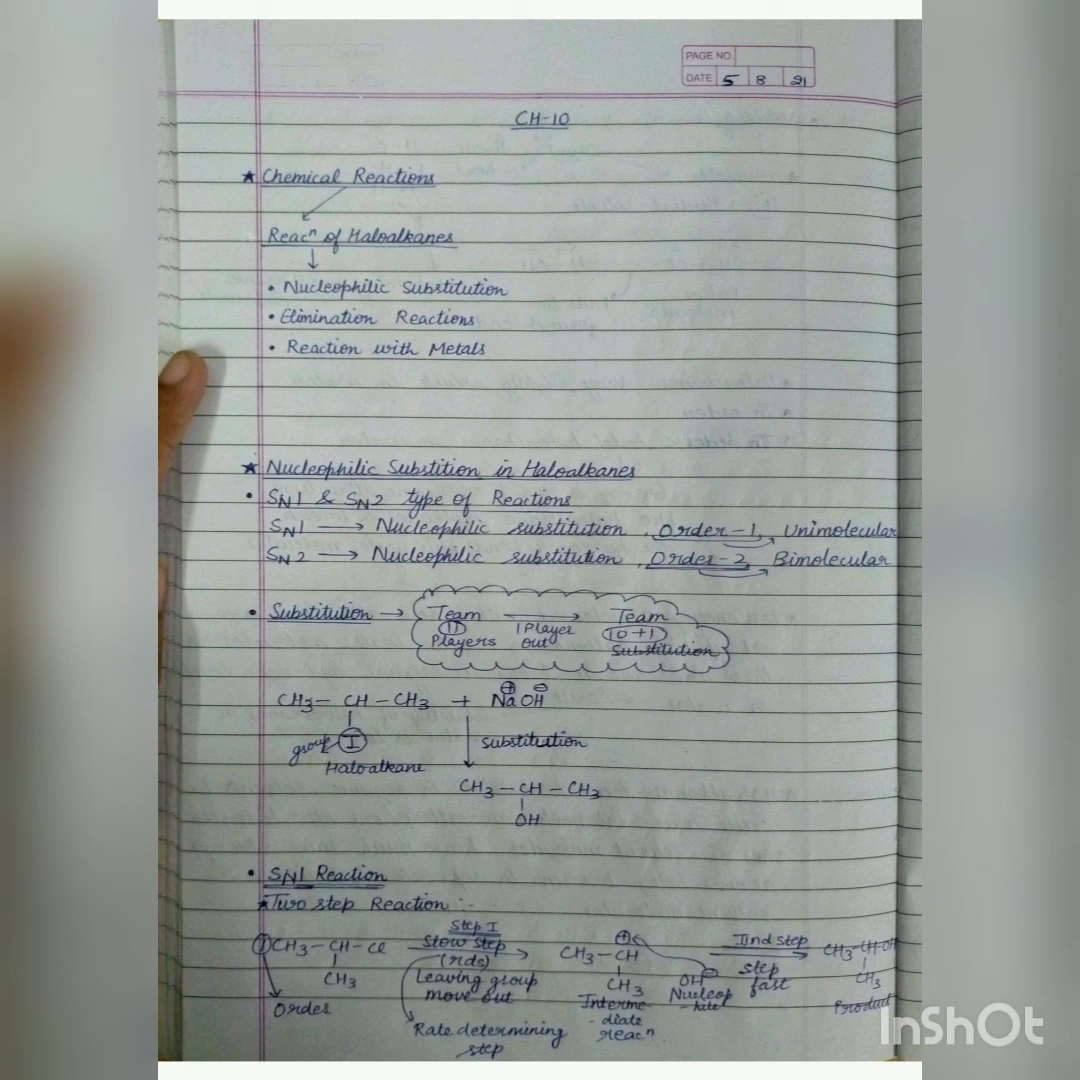 PAGE NO.
DATE 5 8 21
CH-10
★ Chemical Reactions
Reacⁿ of Haloalkanes
• Nucleophilic Substitution
• Elimination Reactions
• Reaction with Metals
★ Nucleophilic Substition in Haloalkanes
• SN1 & SN2 type of Reactions
SN1 → Nucleophilic substitution, Order-1, Unimolecular
SN2 → Nucleophilic substitution, Order-2, Bimolecular
• Substitution → Team → Team
11 1 Player 10+1
Players out Substitution
CH3 – CH – CH3 + Na⊕ OH⊖
group I substitution
Haloalkane
CH3 – CH – CH3
OH
• SN1 Reaction
★ Two step Reaction :-
Step I
① CH3 – CH – Cl Slow step → CH3 – CH ⊕ IInd step → CH3 – CH – OH
CH3 (rds) CH3 OH⊖ step fast CH3
Leaving group move out Interme-diate reacⁿ Nucleop-hile Product
Order
Rate determining
step
InShOt